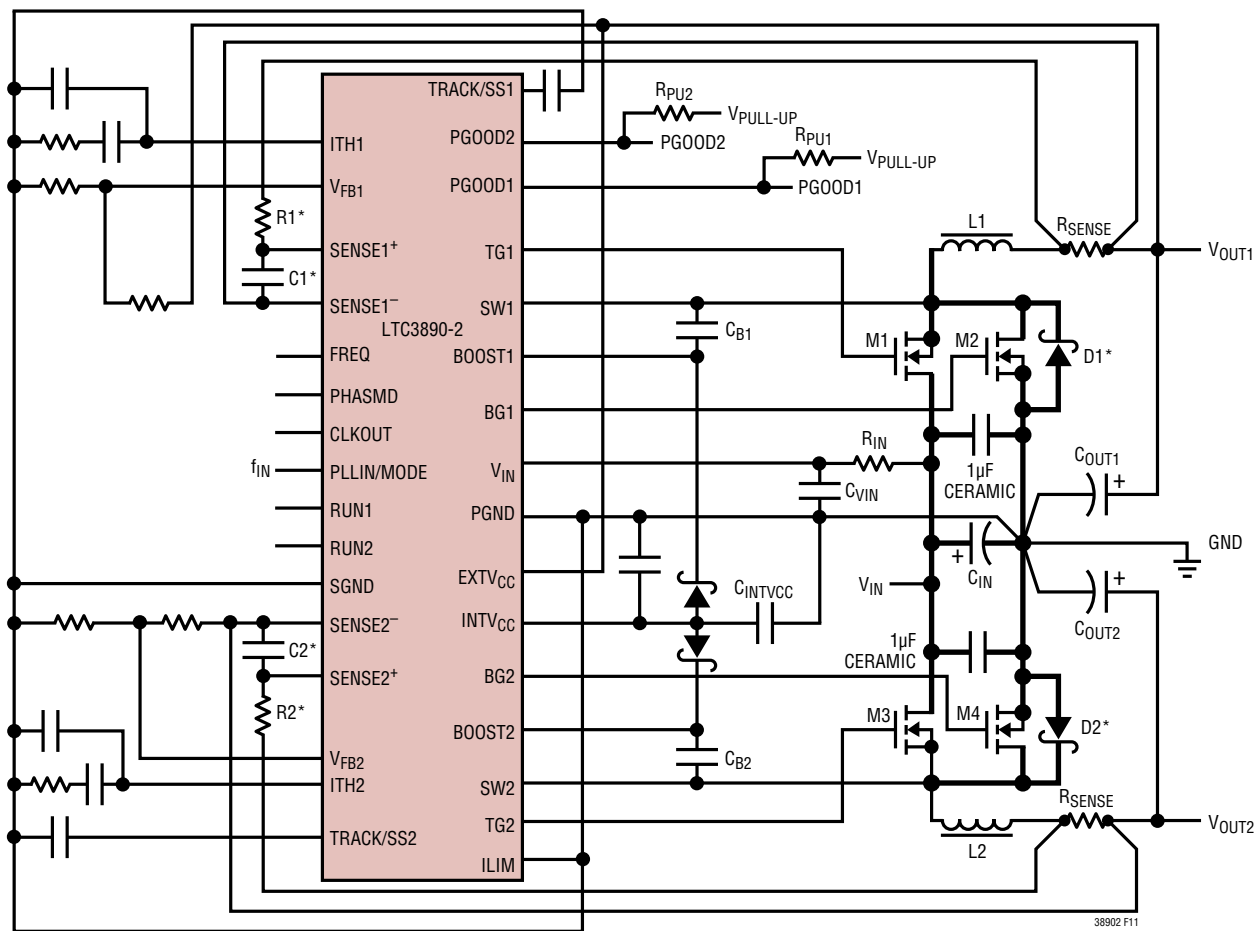 TRACK/SS1
RPU2
VPULL-UP
PGOOD2
PGOOD2
RPU1
VPULL-UP
PGOOD1
PGOOD1
ITH1
VFB1
R1*
SENSE1+
C1*
SENSE1–
LTC3890-2
TG1
L1
RSENSE
VOUT1
SW1
CB1
M1
M2
D1*
FREQ
BOOST1
PHASMD
BG1
CLKOUT
fIN
PLLIN/MODE
VIN
RIN
1µF
CERAMIC
COUT1
+
CVIN
RUN1
PGND
RUN2
GND
+
CIN
VIN
SGND
EXTVCC
CINTVCC
+
COUT2
SENSE2–
INTVCC
C2*
1µF
CERAMIC
SENSE2+
BG2
R2*
M3
M4
D2*
BOOST2
VFB2
CB2
ITH2
SW2
RSENSE
TG2
VOUT2
TRACK/SS2
L2
ILIM
38902 F11